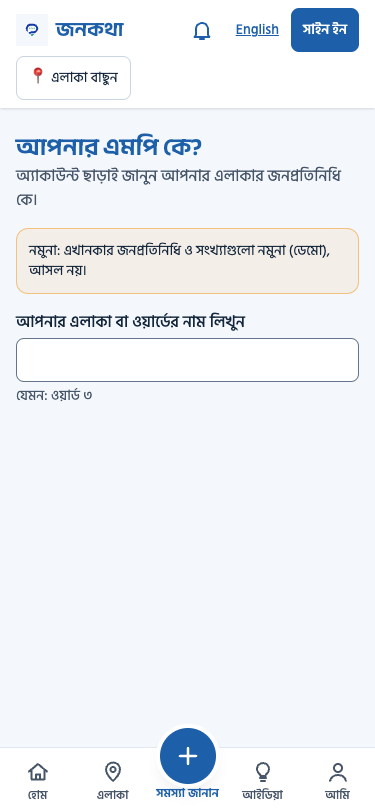 জনকথা
English
সাইন ইন
এলাকা বাছুন
আপনার এমপি কে?
অ্যাকাউন্ট ছাড়াই জানুন আপনার এলাকার জনপ্রতিনিধি
কে।
নমুনা: এখানকার জনপ্রতিনিধি ও সংখ্যাগুলো নমুনা (ডেমো),
আসল নয়।
আপনার এলাকা বা ওয়ার্ডের নাম লিখুন
যেমন: ওয়ার্ড ৩
হোম
এলাকা
সমস্যা জানান
আইডিয়া
আমি